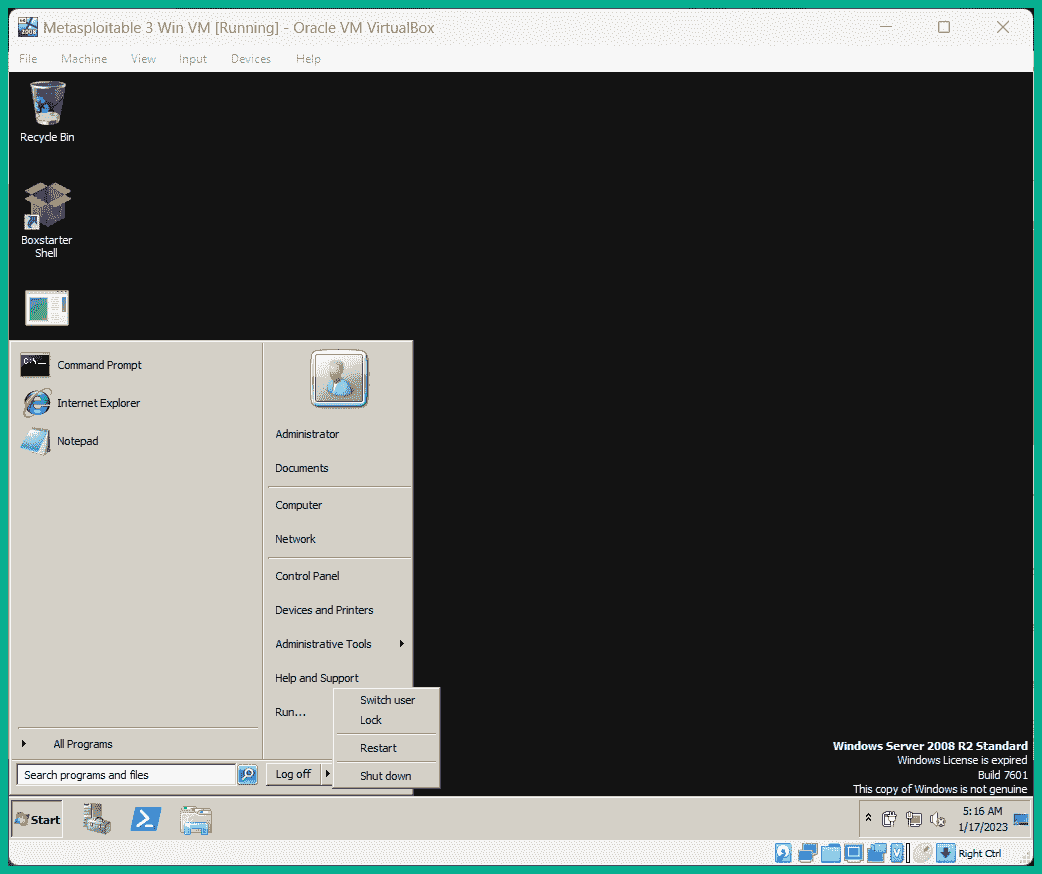 Metasploitable 3 Win VM [Running] - Oracle VM VirtualBox
File Machine View Input Devices Help
Recycle Bin
Boxstarter
Shell
Command Prompt
Internet Explorer
Notepad
All Programs
Search programs and files
Administrator
Documents
Computer
Network
Control Panel
Devices and Printers
Administrative Tools
Help and Support
Run...
Log off
Switch user
Lock
Restart
Shut down
Windows Server 2008 R2 Standard
Windows License is expired
Build 7601
This copy of Windows is not genuine
Start
5:16 AM
1/17/2023
Right Ctrl